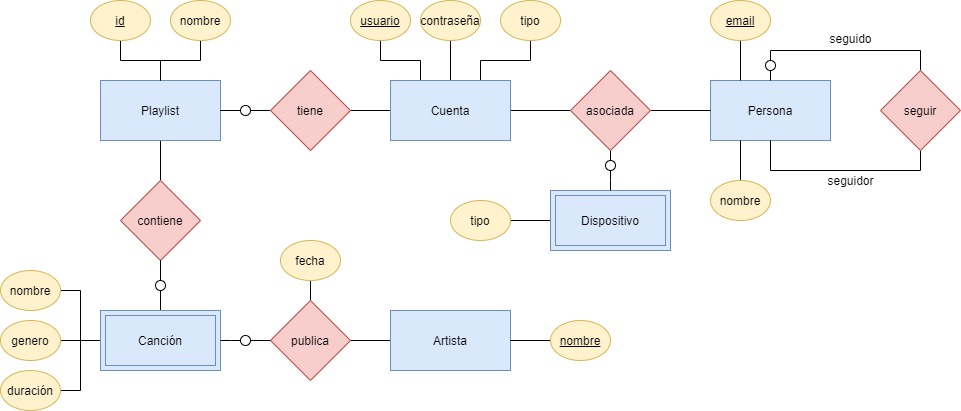 id
nombre
usuario
contraseña
tipo
email
seguido
Playlist
tiene
Cuenta
asociada
Persona
seguir
seguidor
contiene
tipo
Dispositivo
nombre
fecha
nombre
genero
Canción
publica
Artista
nombre
duración